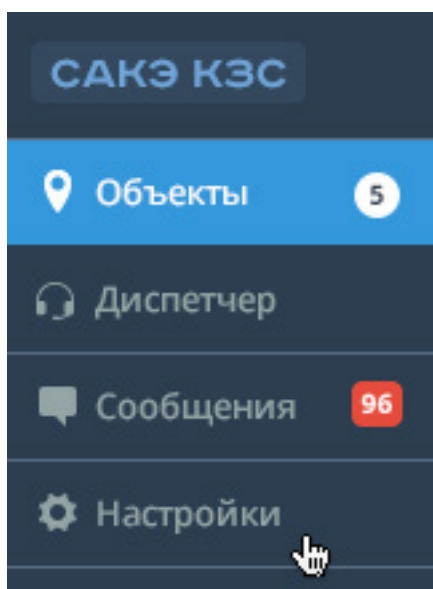 САКЭ КЗС
Объекты 5
Диспетчер
Сообщения 96
Настройки